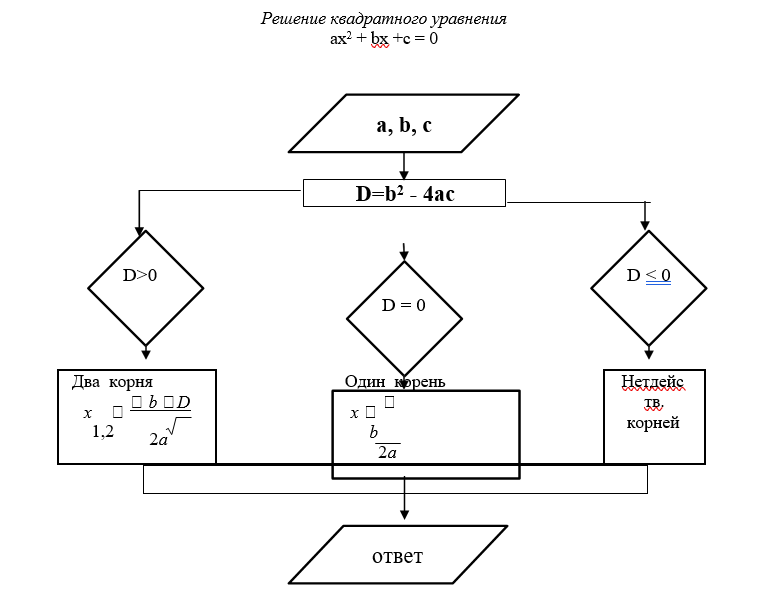 Решение квадратного уравнения
ax² + bx +c = 0
a, b, c
D=b² - 4ac
D>0
D = 0
D < 0
Два корня
x □ □ b □ D
1,2
2a√
Один корень
x □ □
b
2a
Нетдейс
тв.
корней
ответ